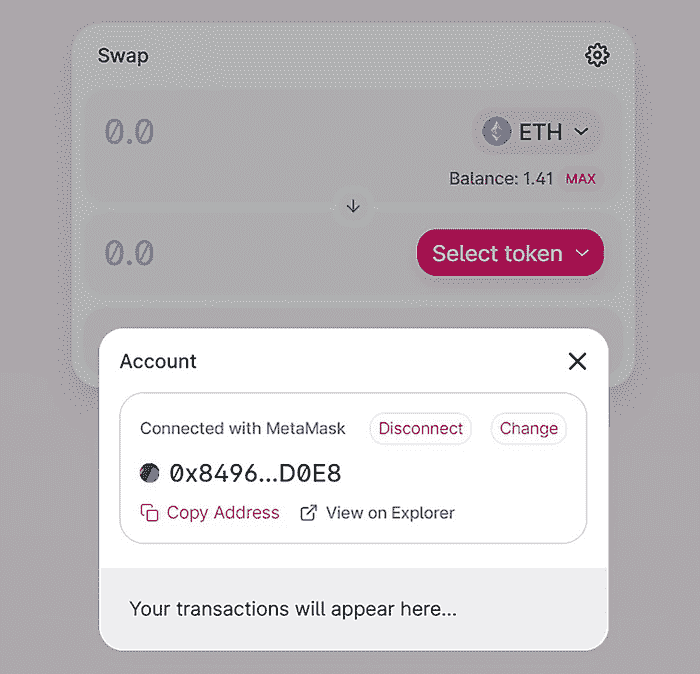 Swap
0.0
ETH
Balance: 1.41 MAX
0.0
Select token
Account
Connected with MetaMask
Disconnect
Change
0x8496...D0E8
Copy Address
View on Explorer
Your transactions will appear here...